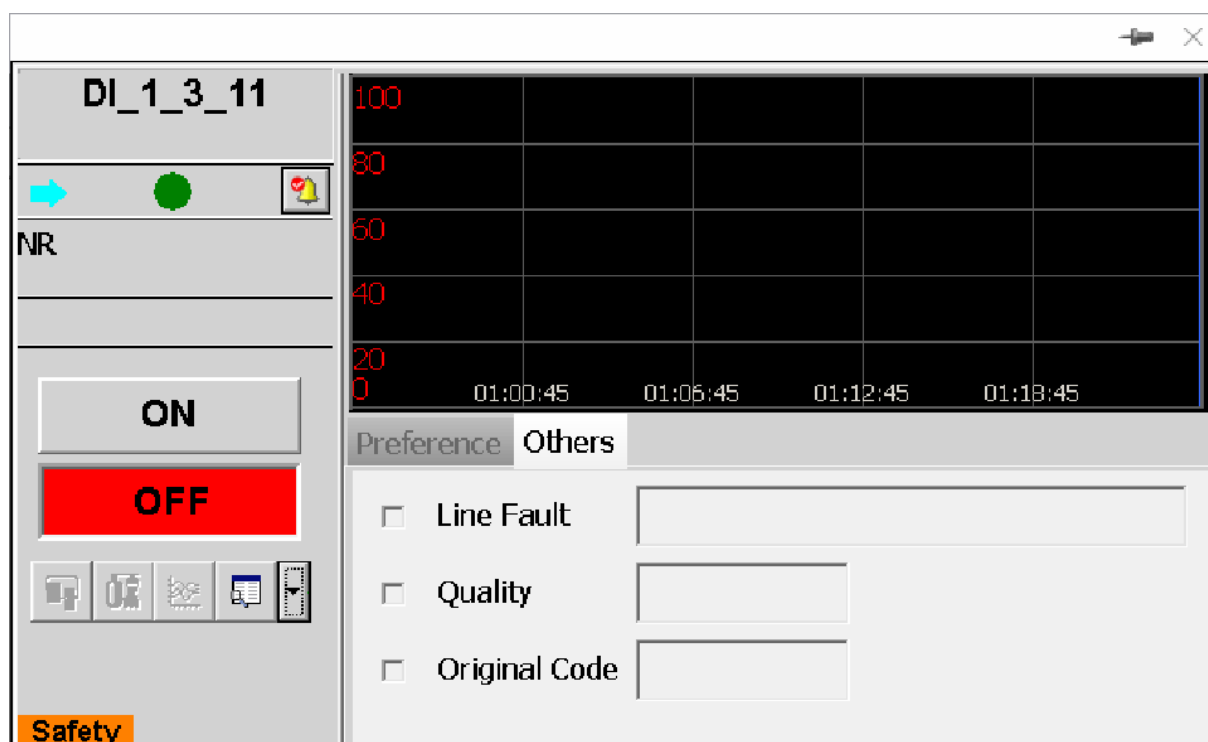 DI_1_3_11
NR
ON
OFF
Safety
100
80
60
40
20
0
01:00:45 01:06:45 01:12:45 01:18:45
Preference Others
Line Fault
Quality
Original Code